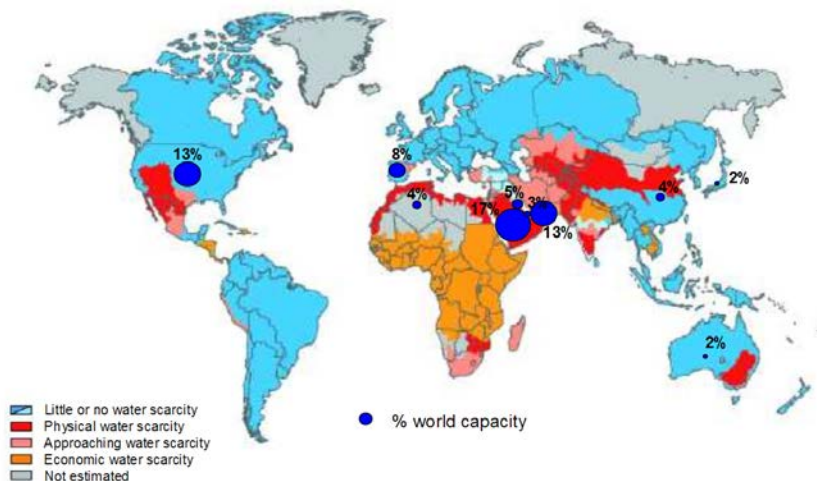 13%
8%
2%
4%
5%
4%
17%
3%
13%
2%
Little or no water scarcity
Physical water scarcity
Approaching water scarcity
Economic water scarcity
Not estimated
% world capacity